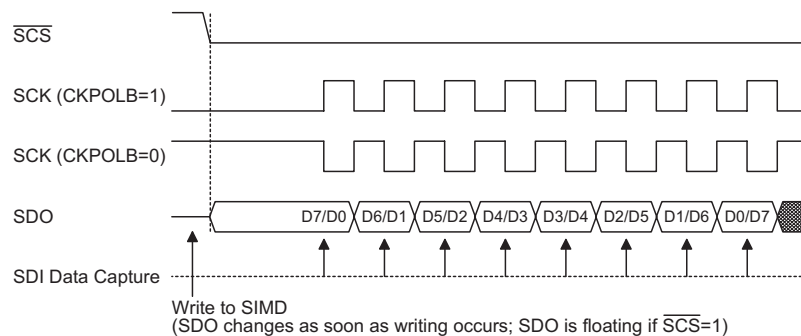 SCS
SCK (CKPOLB=1)
SCK (CKPOLB=0)
SDO
D7/D0 D6/D1 D5/D2 D4/D3 D3/D4 D2/D5 D1/D6 D0/D7
SDI Data Capture
Write to SIMD
(SDO changes as soon as writing occurs; SDO is floating if SCS=1)